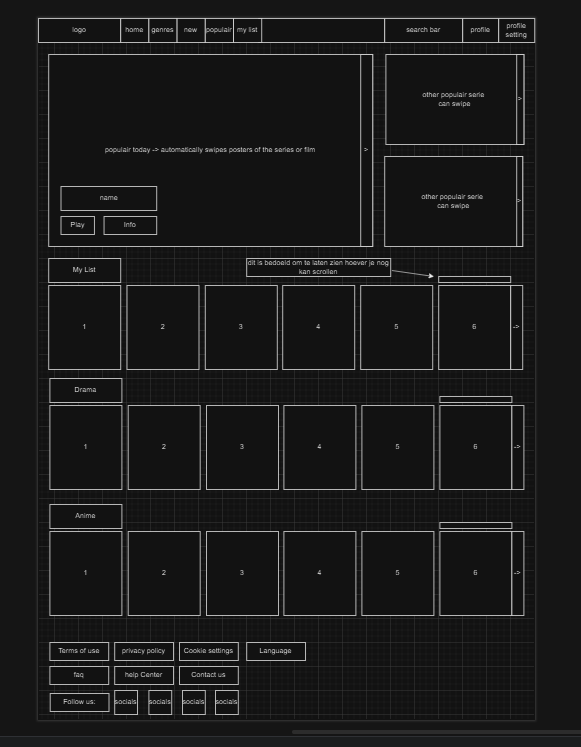 logo
home
genres
new
populair
my list
search bar
profile
profile
setting
populair today -> automatically swipes posters of the series or film
>
name
Play
Info
other populair serie
can swipe
>
other populair serie
can swipe
>
My List
dit is bedoeld om te laten zien hoever je nog
kan scrollen
1
2
3
4
5
6
->
Drama
1
2
3
4
5
6
->
Anime
1
2
3
4
5
6
->
Terms of use
privacy policy
Cookie settings
Language
faq
help Center
Contact us
Follow us:
socials
socials
socials
socials